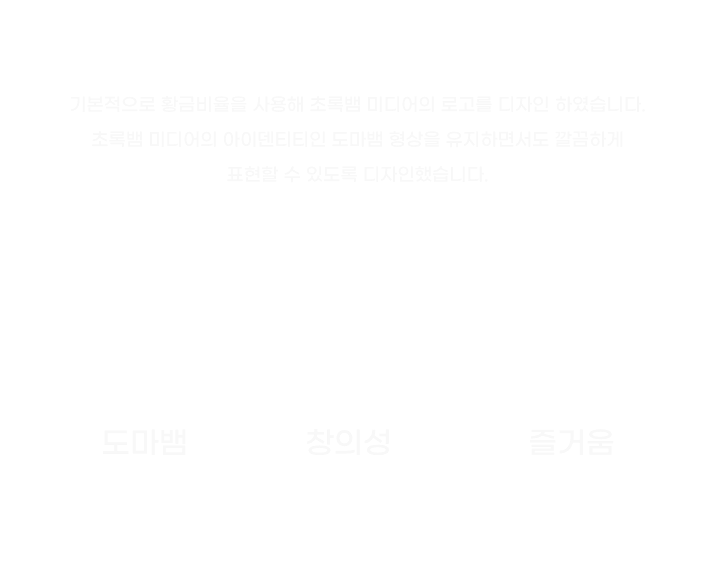 기본적으로 황금비율을 사용해 초록뱀 미디어의 로고를 디자인 하였습니다.
초록뱀 미디어의 아이덴티티인 도마뱀 형상을 유지하면서도 깔끔하게
표현할 수 있도록 디자인했습니다.
도마뱀 창의성 즐거움